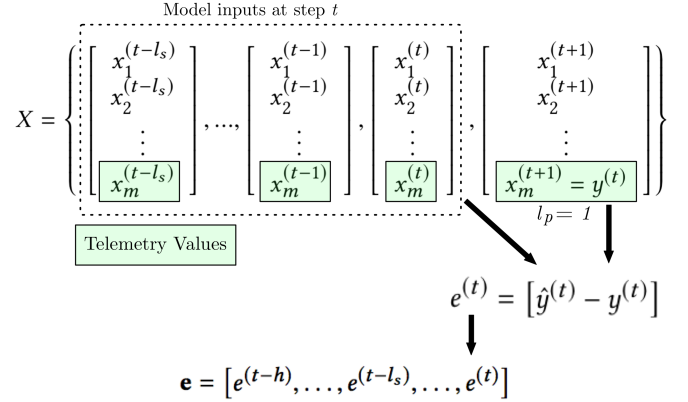 Model inputs at step t
X = { [ x_1^{(t-l_s)} x_2^{(t-l_s)} ⋮ x_m^{(t-l_s)} ] , ..., [ x_1^{(t-1)} x_2^{(t-1)} ⋮ x_m^{(t-1)} ] , [ x_1^{(t)} x_2^{(t)} ⋮ x_m^{(t)} ] , [ x_1^{(t+1)} x_2^{(t+1)} ⋮ x_m^{(t+1)} = y^{(t)} ] }
l_p = 1
Telemetry Values
e^{(t)} = [ŷ^{(t)} − y^{(t)}]
e = [e^{(t-h)}, ..., e^{(t-l_s)}, ..., e^{(t)}]